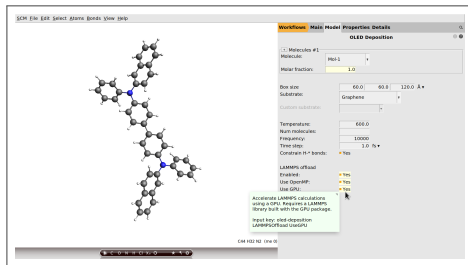 SCM File Edit Select Atoms Bonds View Help
Workflows Main Model Properties Details
OLED Deposition
Molecules #1
Molecule: Mol-1
Molar fraction: 1.0
Box size 60.0 60.0 120.0 Å
Substrate: Graphene
Custom substrate:
Temperature: 600.0
Num molecules:
Frequency: 10000
Time step: 1.0 fs
Constrain H-* bonds: Yes
LAMMPS offload
Enabled: Yes
Use OpenMP: Yes
Use GPU: Yes
Accelerate LAMMPS calculations
using a GPU. Requires a LAMMPS
library built with the GPU package.
Input key: oled-deposition
LAMMPSOffload UseGPU
C44 H32 N2
C O N H Cl